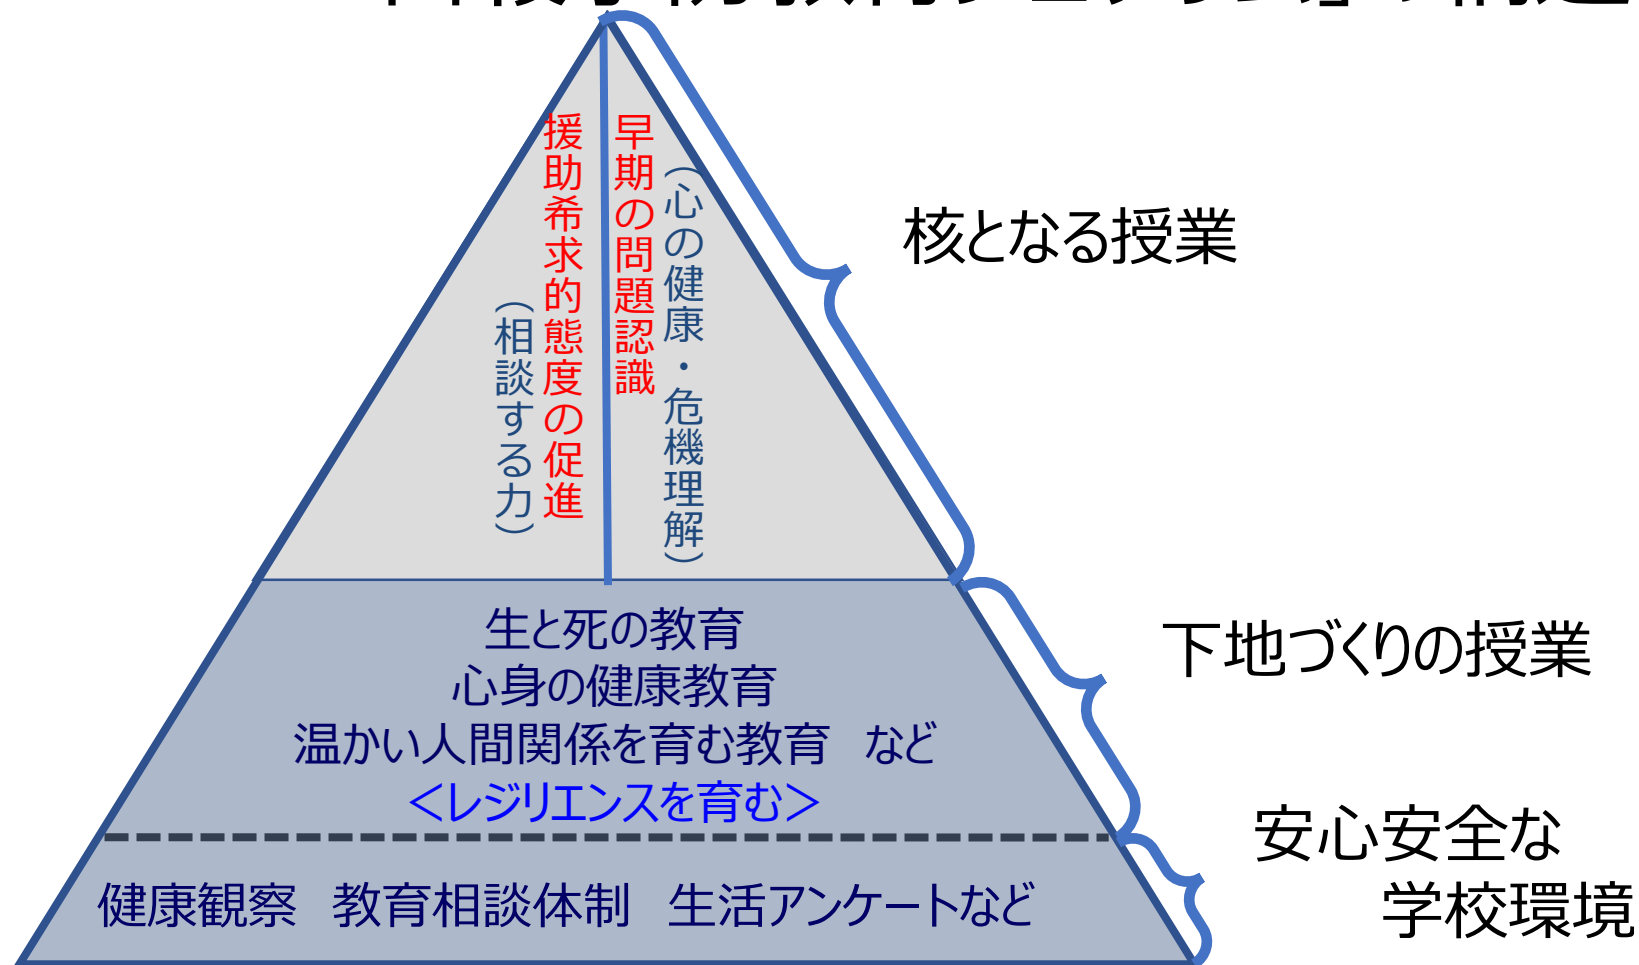 核となる授業
早期の問題認識
（心の健康・危機理解）
援助希求的態度の促進
（相談する力）
生と死の教育
心身の健康教育
温かい人間関係を育む教育　など
＜レジリエンスを育む＞
下地づくりの授業
安心安全な
学校環境
健康観察　教育相談体制　生活アンケートなど